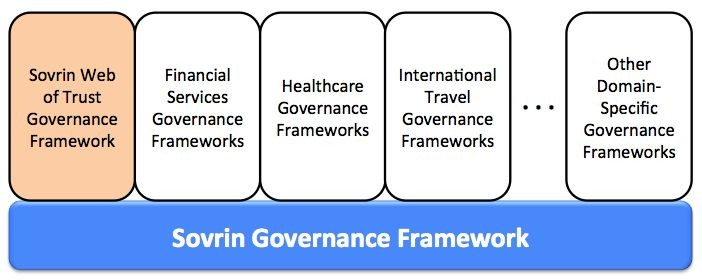 Sovrin Web
of Trust
Governance
Framework
Financial
Services
Governance
Frameworks
Healthcare
Governance
Frameworks
International
Travel
Governance
Frameworks
...
Other
Domain-
Specific
Governance
Frameworks
Sovrin Governance Framework